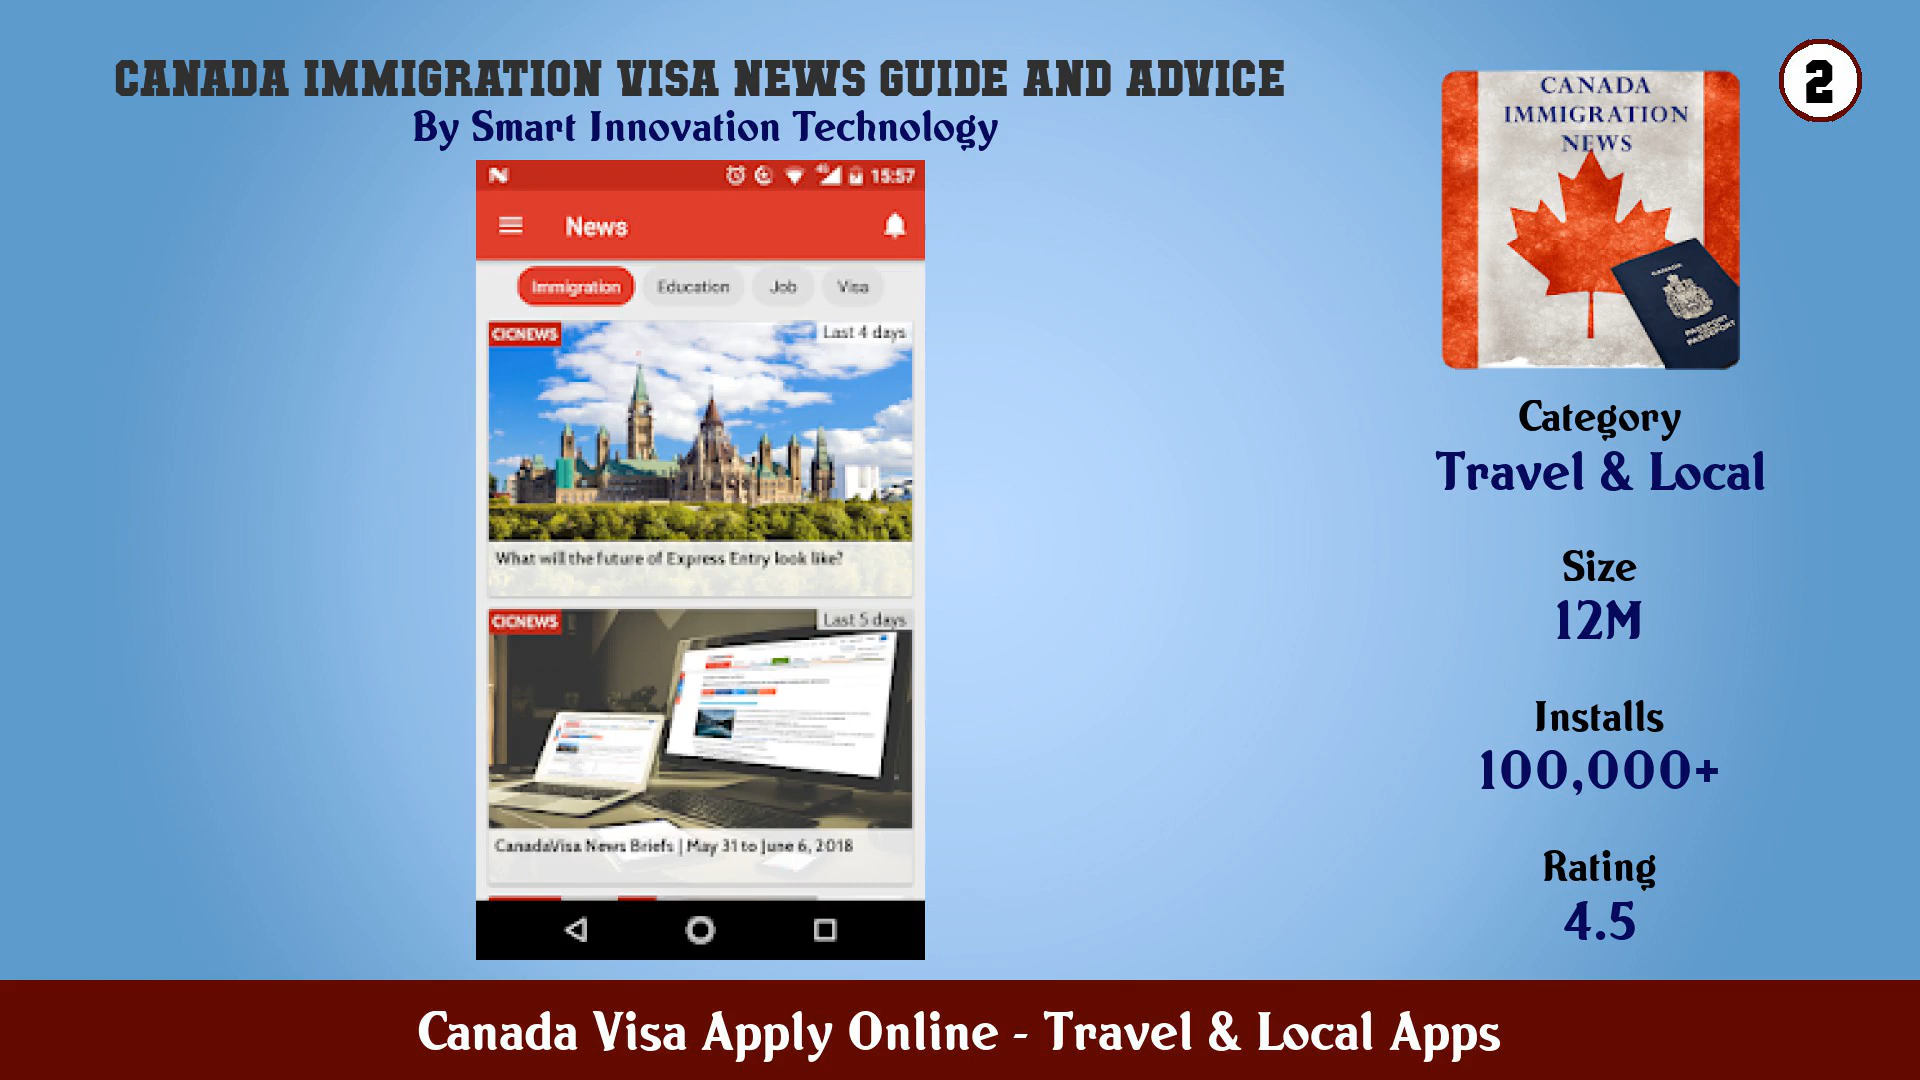 CANADA IMMIGRATION VISA NEWS GUIDE AND ADVICE
By Smart Innovation Technology
2
CANADA
IMMIGRATION
NEWS
CANADA
PASSPORT
PASSEPORT
15:57
News
Immigration Education Job Visa
CICNEWS Last 4 days
What will the future of Express Entry look like?
CICNEWS Last 5 days
CanadaVisa News Briefs | May 31 to June 6, 2018
Category
Travel & Local
Size
12M
Installs
100,000+
Rating
4.5
Canada Visa Apply Online - Travel & Local Apps